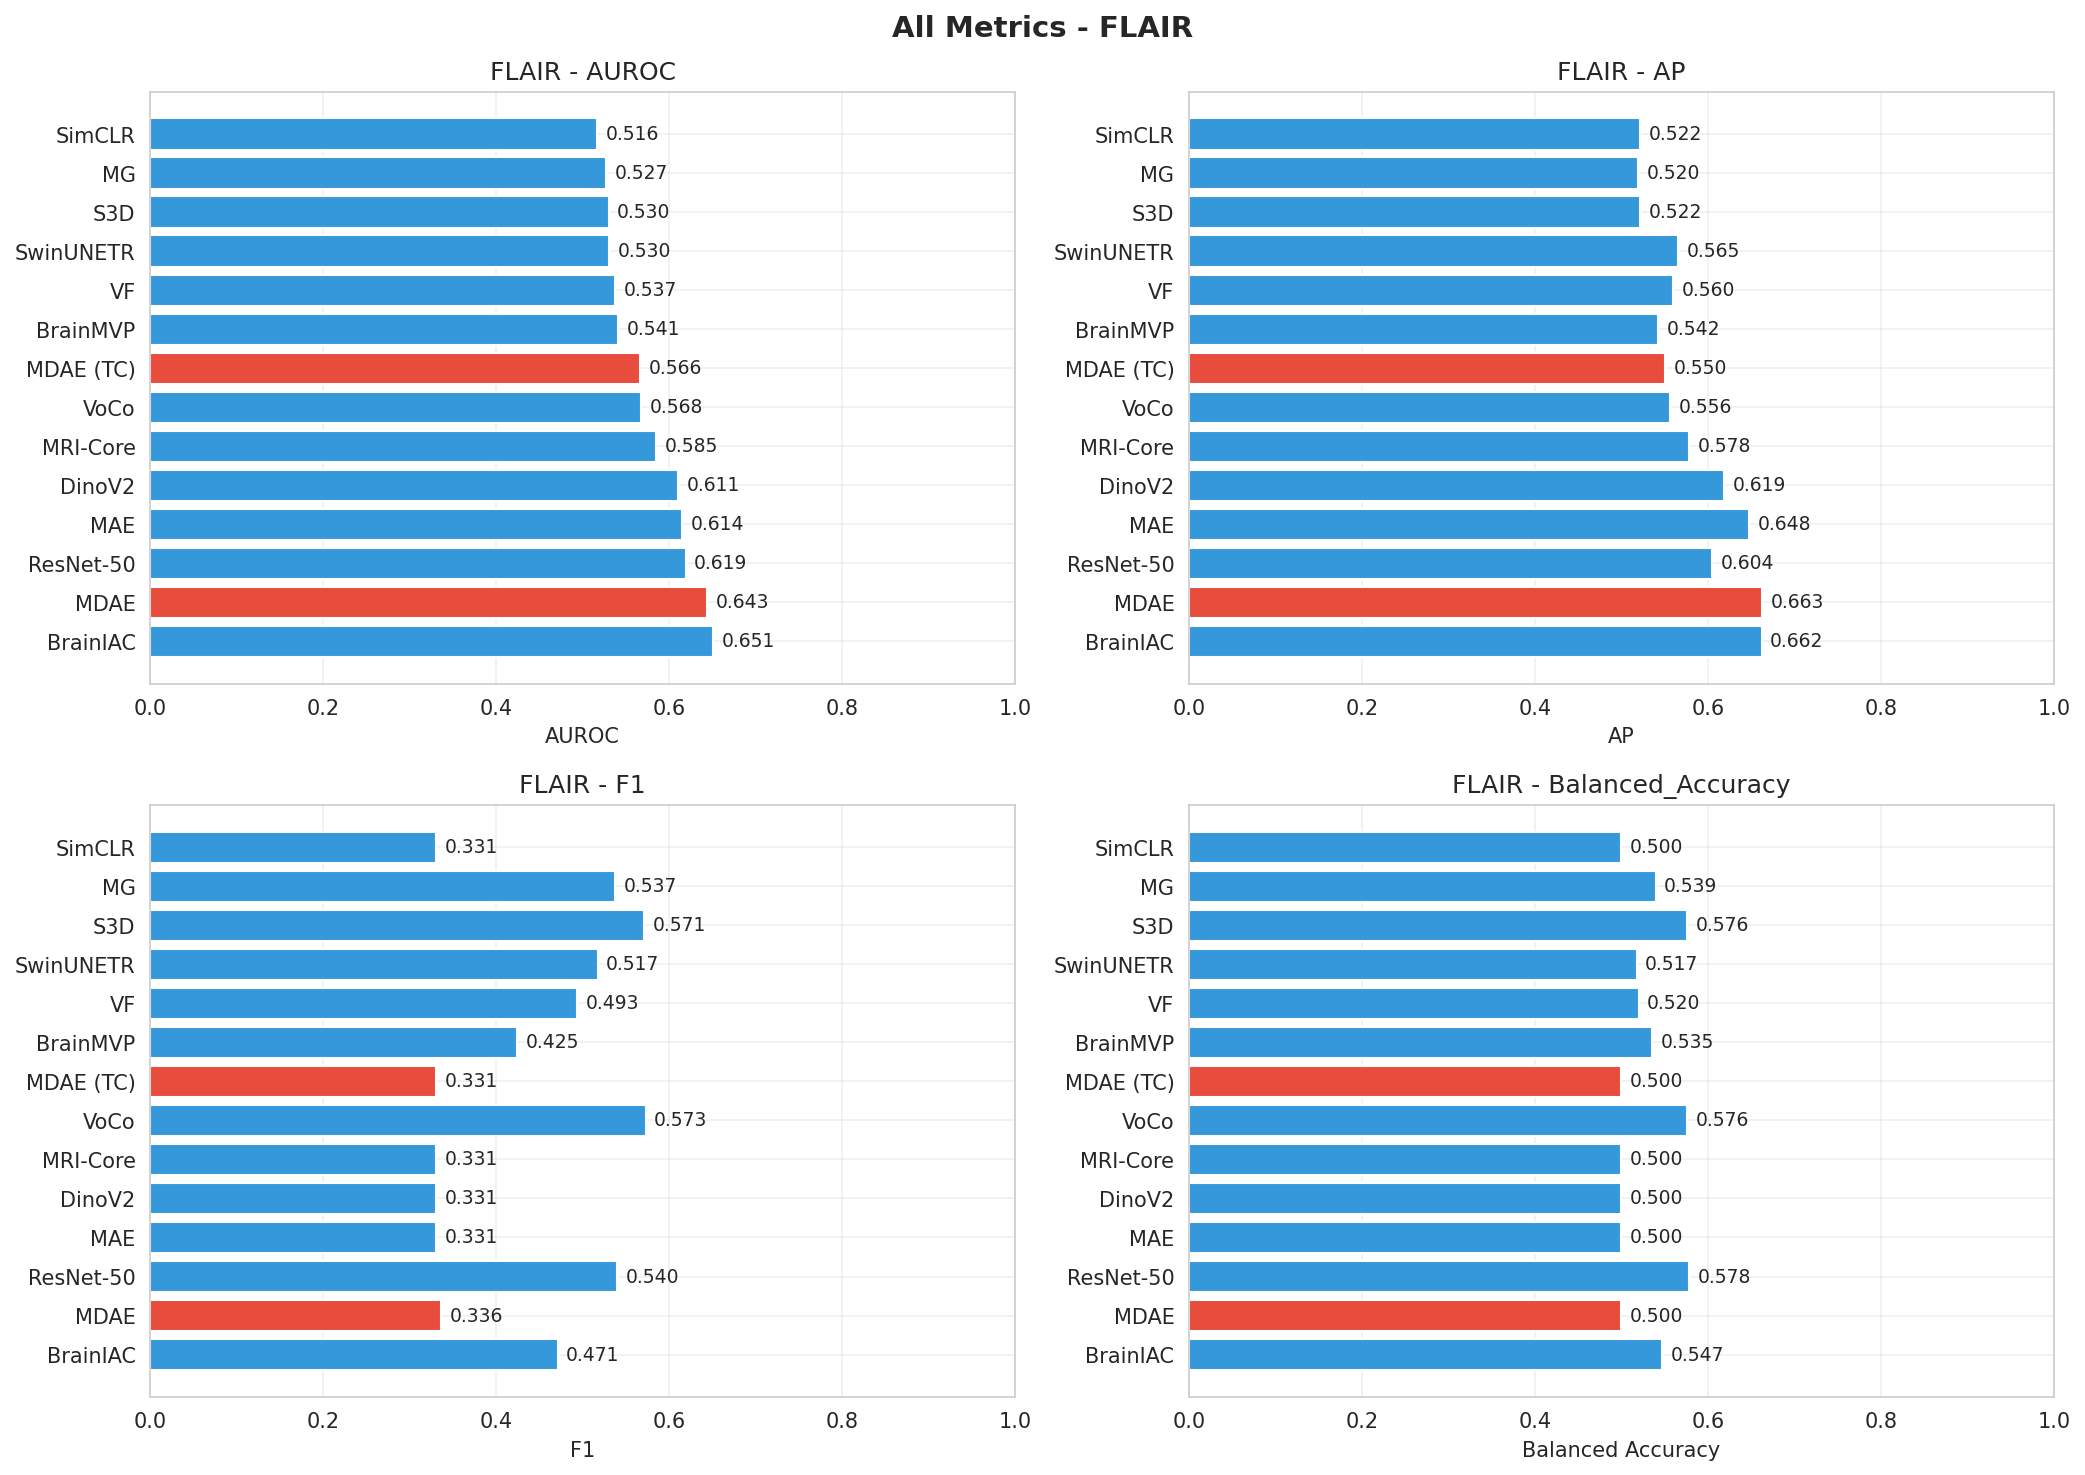 All Metrics - FLAIR
FLAIR - AUROC
SimCLR 0.516
MG 0.527
S3D 0.530
SwinUNETR 0.530
VF 0.537
BrainMVP 0.541
MDAE (TC) 0.566
VoCo 0.568
MRI-Core 0.585
DinoV2 0.611
MAE 0.614
ResNet-50 0.619
MDAE 0.643
BrainIAC 0.651
0.0 0.2 0.4 0.6 0.8 1.0
AUROC
FLAIR - AP
SimCLR 0.522
MG 0.520
S3D 0.522
SwinUNETR 0.565
VF 0.560
BrainMVP 0.542
MDAE (TC) 0.550
VoCo 0.556
MRI-Core 0.578
DinoV2 0.619
MAE 0.648
ResNet-50 0.604
MDAE 0.663
BrainIAC 0.662
0.0 0.2 0.4 0.6 0.8 1.0
AP
FLAIR - F1
SimCLR 0.331
MG 0.537
S3D 0.571
SwinUNETR 0.517
VF 0.493
BrainMVP 0.425
MDAE (TC) 0.331
VoCo 0.573
MRI-Core 0.331
DinoV2 0.331
MAE 0.331
ResNet-50 0.540
MDAE 0.336
BrainIAC 0.471
0.0 0.2 0.4 0.6 0.8 1.0
F1
FLAIR - Balanced_Accuracy
SimCLR 0.500
MG 0.539
S3D 0.576
SwinUNETR 0.517
VF 0.520
BrainMVP 0.535
MDAE (TC) 0.500
VoCo 0.576
MRI-Core 0.500
DinoV2 0.500
MAE 0.500
ResNet-50 0.578
MDAE 0.500
BrainIAC 0.547
0.0 0.2 0.4 0.6 0.8 1.0
Balanced Accuracy